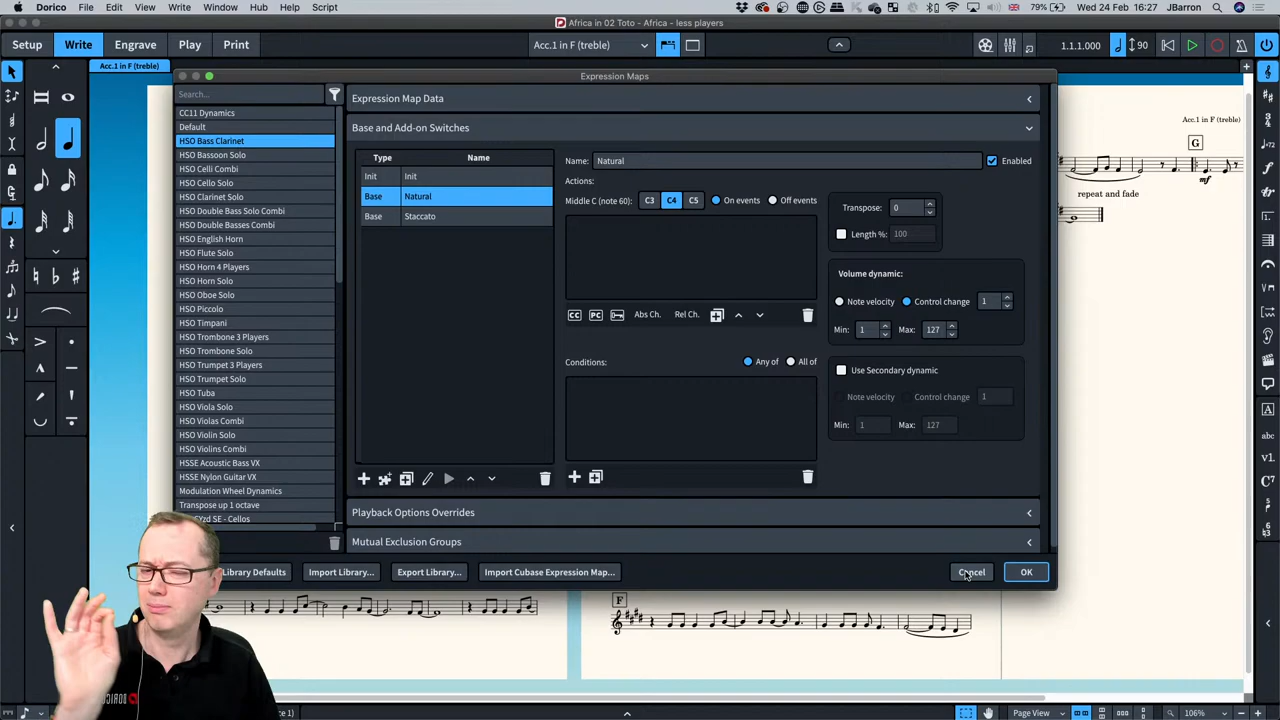 Dorico File Edit View Write Window Hub Help Script 79% Wed 24 Feb 16:27 JBarron
Africa in 02 Toto - Africa - less players
Setup Write Engrave Play Print Acc.1 in F (treble) 1.1.1.000 90
Acc.1 in F (treble)
Expression Maps
Search...
CC11 Dynamics
Default
HSO Bass Clarinet
HSO Bassoon Solo
HSO Celli Combi
HSO Cello Solo
HSO Clarinet Solo
HSO Double Bass Solo Combi
HSO Double Basses Combi
HSO English Horn
HSO Flute Solo
HSO Horn 4 Players
HSO Horn Solo
HSO Oboe Solo
HSO Piccolo
HSO Timpani
HSO Trombone 3 Players
HSO Trombone Solo
HSO Trumpet 3 Players
HSO Trumpet Solo
HSO Tuba
HSO Viola Solo
HSO Violas Combi
HSO Violin Solo
HSO Violins Combi
HSSE Acoustic Bass VX
HSSE Nylon Guitar VX
Modulation Wheel Dynamics
Transpose up 1 octave
SE - Cellos
Expression Map Data
Base and Add-on Switches
Type Name
Init Init
Base Natural
Base Staccato
Name: Natural Enabled
Actions:
Middle C (note 60): C3 C4 C5 On events Off events
Transpose: 0
Length %: 100
Volume dynamic:
Note velocity Control change 1
Min: 1 Max: 127
CC PC Abs Ch. Rel Ch.
Conditions: Any of All of
Use Secondary dynamic
Note velocity Control change 1
Min: 1 Max: 127
Playback Options Overrides
Mutual Exclusion Groups
Library Defaults Import Library... Export Library... Import Cubase Expression Map... Cancel OK
Acc.1 in F (treble)
G
mf
repeat and fade
F
abc
v1.
C7
Page View 106%